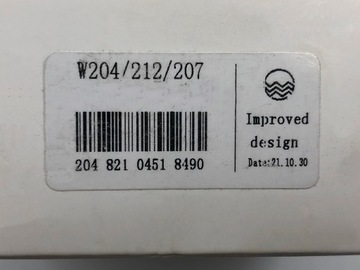 W204/212/207
204 821 0451 8490
Improved
design
Date:21.10.30